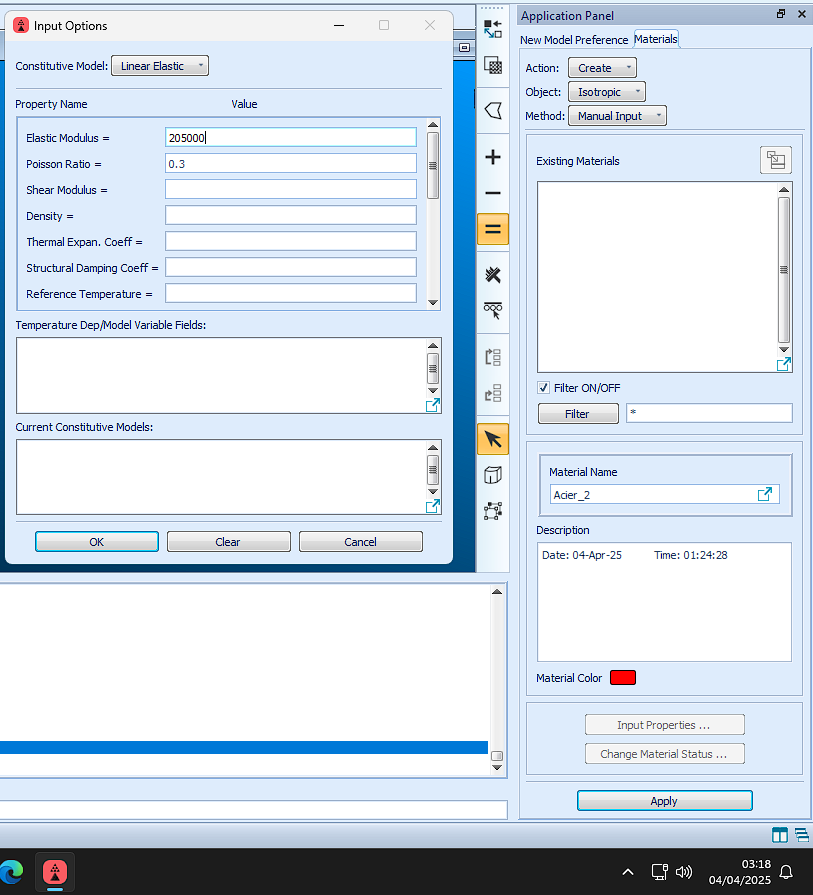 Input Options
Constitutive Model: Linear Elastic
Property Name Value
Elastic Modulus = 205000
Poisson Ratio = 0.3
Shear Modulus =
Density =
Thermal Expan. Coeff =
Structural Damping Coeff =
Reference Temperature =
Temperature Dep/Model Variable Fields:
Current Constitutive Models:
OK Clear Cancel
Application Panel
New Model Preference Materials
Action: Create
Object: Isotropic
Method: Manual Input
Existing Materials
Filter ON/OFF
Filter *
Material Name
Acier_2
Description
Date: 04-Apr-25 Time: 01:24:28
Material Color
Input Properties ...
Change Material Status ...
Apply
03:18
04/04/2025